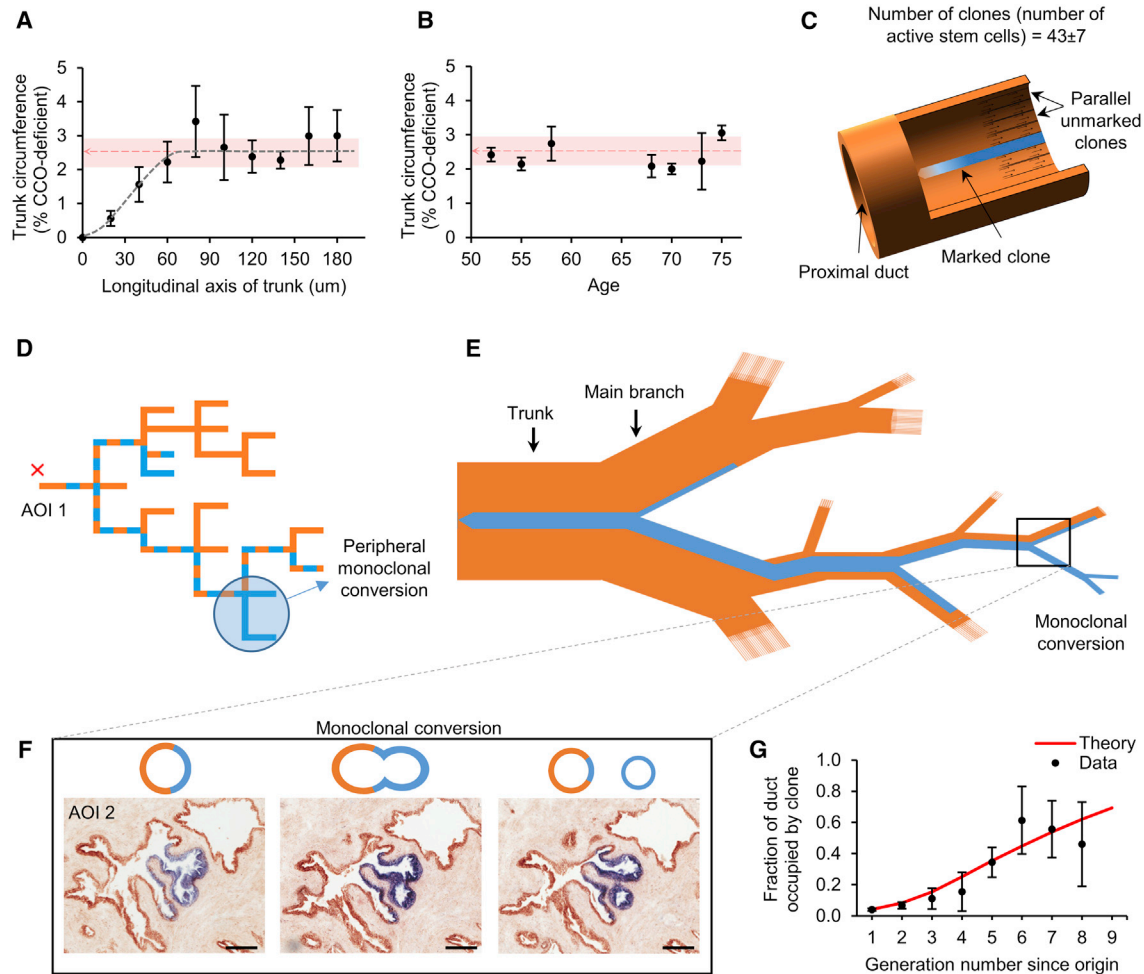 A
Trunk circumference
(% CCO-deficient)
5
4
3
2
1
0
0 30 60 90 120 150 180
Longitudinal axis of trunk (um)
B
Trunk circumference
(% CCO-deficient)
5
4
3
2
1
0
50 55 60 65 70 75
Age
C
Number of clones (number of
active stem cells) = 43±7
Parallel
unmarked
clones
Marked clone
Proximal duct
D
AOI 1
Peripheral
monoclonal
conversion
E
Trunk
Main branch
Monoclonal
conversion
F
Monoclonal conversion
AOI 2
G
Theory
Data
Fraction of duct
occupied by clone
1.0
0.8
0.6
0.4
0.2
0.0
1 2 3 4 5 6 7 8 9
Generation number since origin